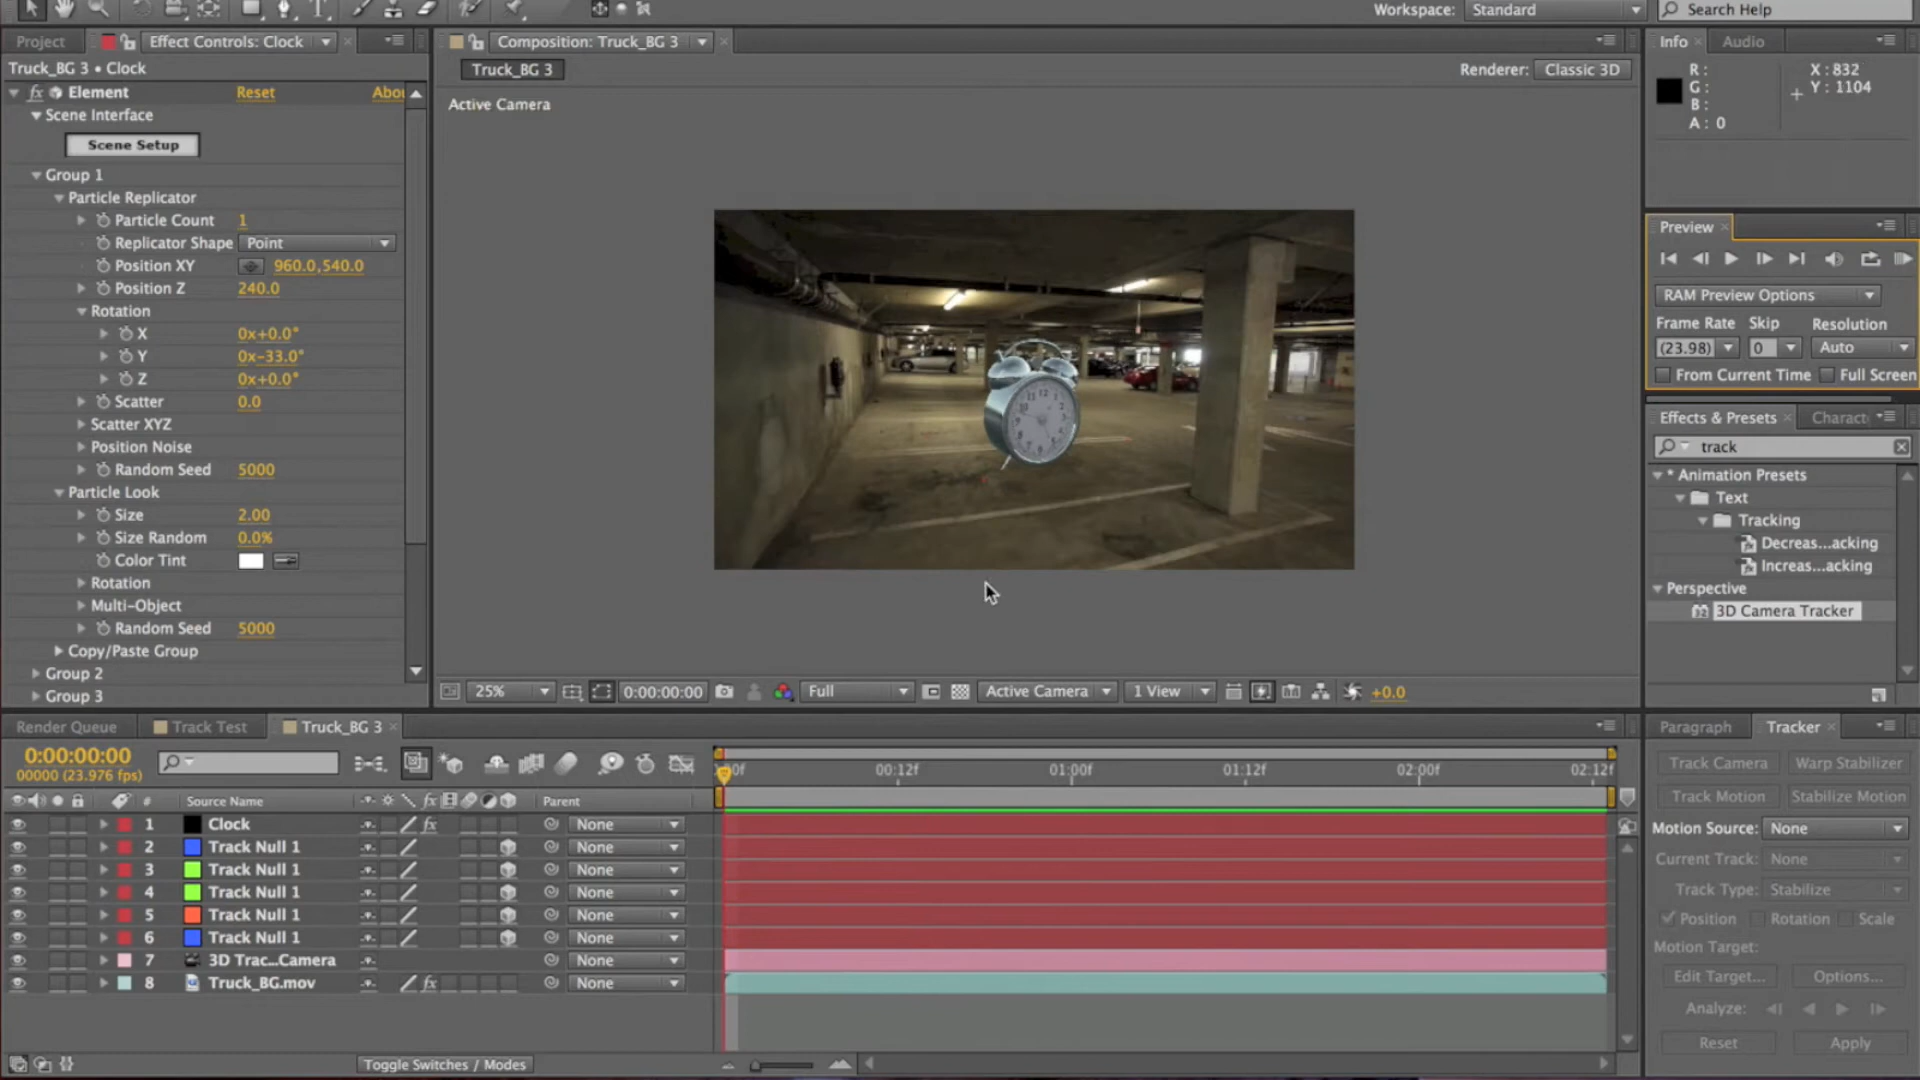 Workspace: Standard Search Help
Project Effect Controls: Clock
Truck_BG 3 • Clock
Element Reset Abou
Scene Interface
Scene Setup
Group 1
Particle Replicator
Particle Count 1
Replicator Shape Point
Position XY 960.0,540.0
Position Z 240.0
Rotation
X 0x+0.0°
Y 0x-33.0°
Z 0x+0.0°
Scatter 0.0
Scatter XYZ
Position Noise
Random Seed 5000
Particle Look
Size 2.00
Size Random 0.0%
Color Tint
Rotation
Multi-Object
Random Seed 5000
Copy/Paste Group
Group 2
Group 3
Composition: Truck_BG 3
Truck_BG 3
Renderer: Classic 3D
Active Camera
25% 0:00:00:00 Full Active Camera 1 View +0.0
Info Audio
R: X: 832
G: Y: 1104
B:
A: 0
Preview
RAM Preview Options
Frame Rate Skip Resolution
(23.98) 0 Auto
From Current Time Full Screen
Effects & Presets Charact
track
* Animation Presets
Text
Tracking
Decreas...acking
Increas...acking
Perspective
3D Camera Tracker
Render Queue Track Test Truck_BG 3
0:00:00:00
00000 (23.976 fps)
:00f 00:12f 01:00f 01:12f 02:00f 02:12f
# Source Name fx Parent
1 Clock fx None
2 Track Null 1 None
3 Track Null 1 None
4 Track Null 1 None
5 Track Null 1 None
6 Track Null 1 None
7 3D Trac...Camera None
8 Truck_BG.mov fx None
Toggle Switches / Modes
Paragraph Tracker
Track Camera Warp Stabilizer
Track Motion Stabilize Motion
Motion Source: None
Current Track: None
Track Type: Stabilize
Position Rotation Scale
Motion Target:
Edit Target... Options...
Analyze:
Reset Apply